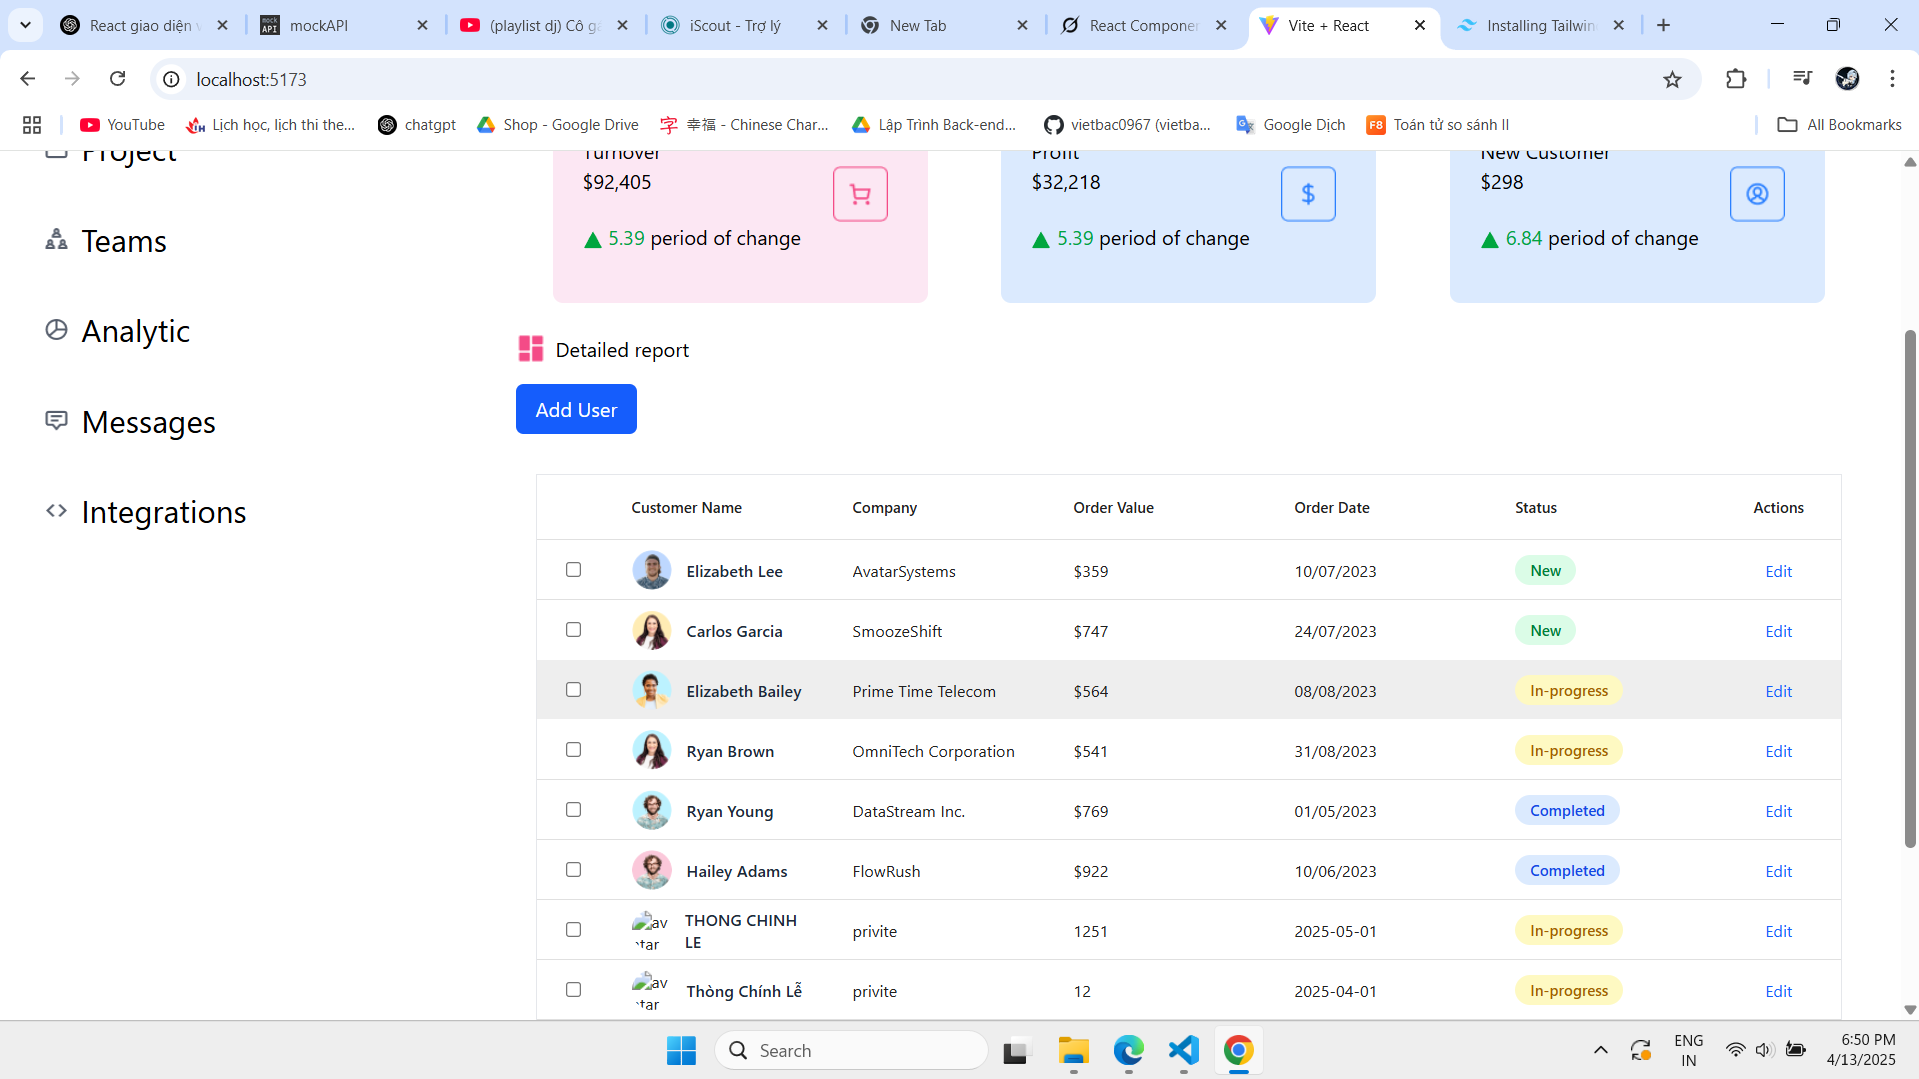 React giao diện v
mockAPI
(playlist dj) Cô gá
iScout - Trợ lý
New Tab
React Componen
Vite + React
Installing Tailwin
localhost:5173
YouTube
Lịch học, lịch thi the...
chatgpt
Shop - Google Drive
字 幸福 - Chinese Char...
Lập Trình Back-end...
vietbac0967 (vietba...
Google Dịch
F8 Toán tử so sánh II
All Bookmarks
Project
Teams
Analytic
Messages
Integrations
Turnover
$92,405
5.39 period of change
Profit
$32,218
$
5.39 period of change
New Customer
$298
6.84 period of change
Detailed report
Add User
Customer Name Company Order Value Order Date Status Actions
Elizabeth Lee AvatarSystems $359 10/07/2023 New Edit
Carlos Garcia SmoozeShift $747 24/07/2023 New Edit
Elizabeth Bailey Prime Time Telecom $564 08/08/2023 In-progress Edit
Ryan Brown OmniTech Corporation $541 31/08/2023 In-progress Edit
Ryan Young DataStream Inc. $769 01/05/2023 Completed Edit
Hailey Adams FlowRush $922 10/06/2023 Completed Edit
avatar THONG CHINH LE privite 1251 2025-05-01 In-progress Edit
avatar Thòng Chính Lễ privite 12 2025-04-01 In-progress Edit
Search
ENG
IN
6:50 PM
4/13/2025